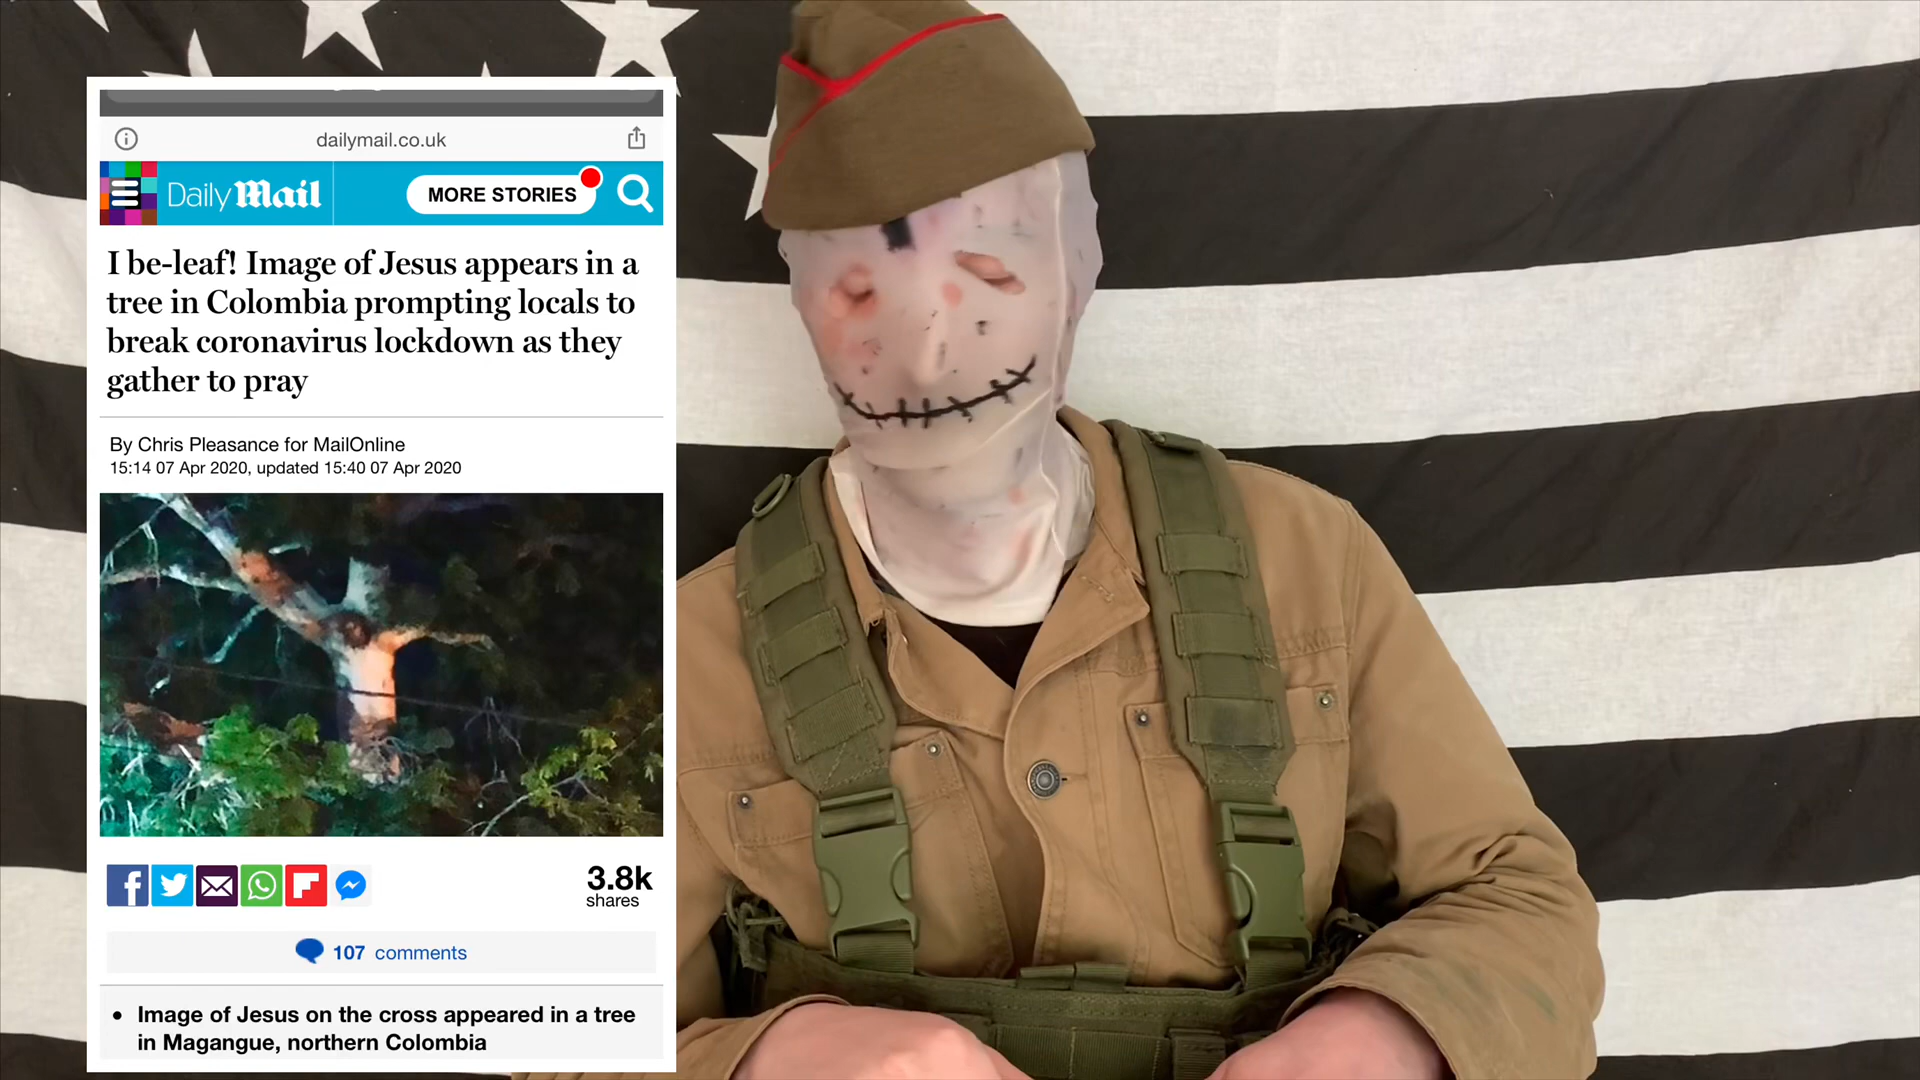 dailymail.co.uk
Daily Mail
MORE STORIES
I be-leaf! Image of Jesus appears in a
tree in Colombia prompting locals to
break coronavirus lockdown as they
gather to pray
By Chris Pleasance for MailOnline
15:14 07 Apr 2020, updated 15:40 07 Apr 2020
3.8k
shares
107 comments
Image of Jesus on the cross appeared in a tree
in Magangue, northern Colombia